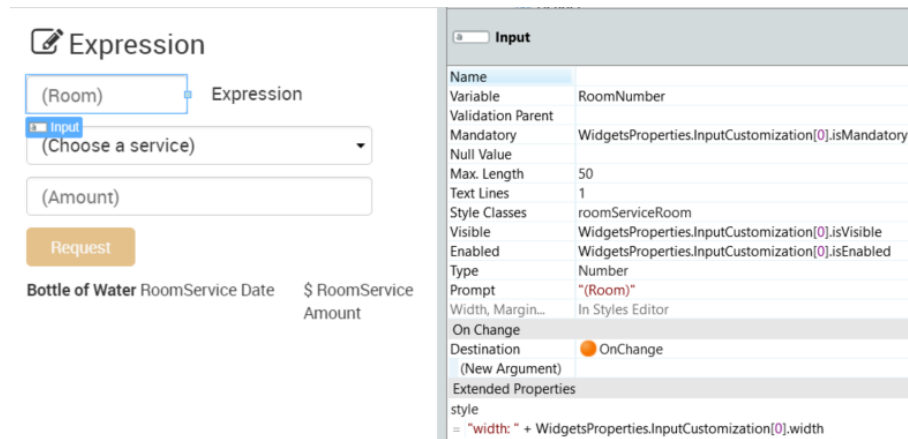 Expression
(Room)
Expression
Input
(Choose a service)
(Amount)
Request
Bottle of Water RoomService Date
$ RoomService
Amount
Input
Name
Variable RoomNumber
Validation Parent
Mandatory WidgetsProperties.InputCustomization[0].isMandatory
Null Value
Max. Length 50
Text Lines 1
Style Classes roomServiceRoom
Visible WidgetsProperties.InputCustomization[0].isVisible
Enabled WidgetsProperties.InputCustomization[0].isEnabled
Type Number
Prompt "(Room)"
Width, Margin... In Styles Editor
On Change
Destination OnChange
(New Argument)
Extended Properties
style
= "width: " + WidgetsProperties.InputCustomization[0].width